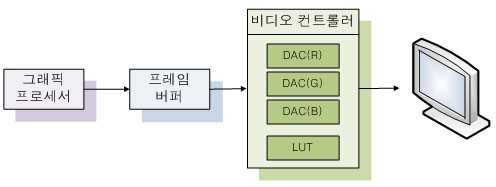 그래픽
프로세서
프레임
버퍼
비디오 컨트롤러
DAC(R)
DAC(G)
DAC(B)
LUT